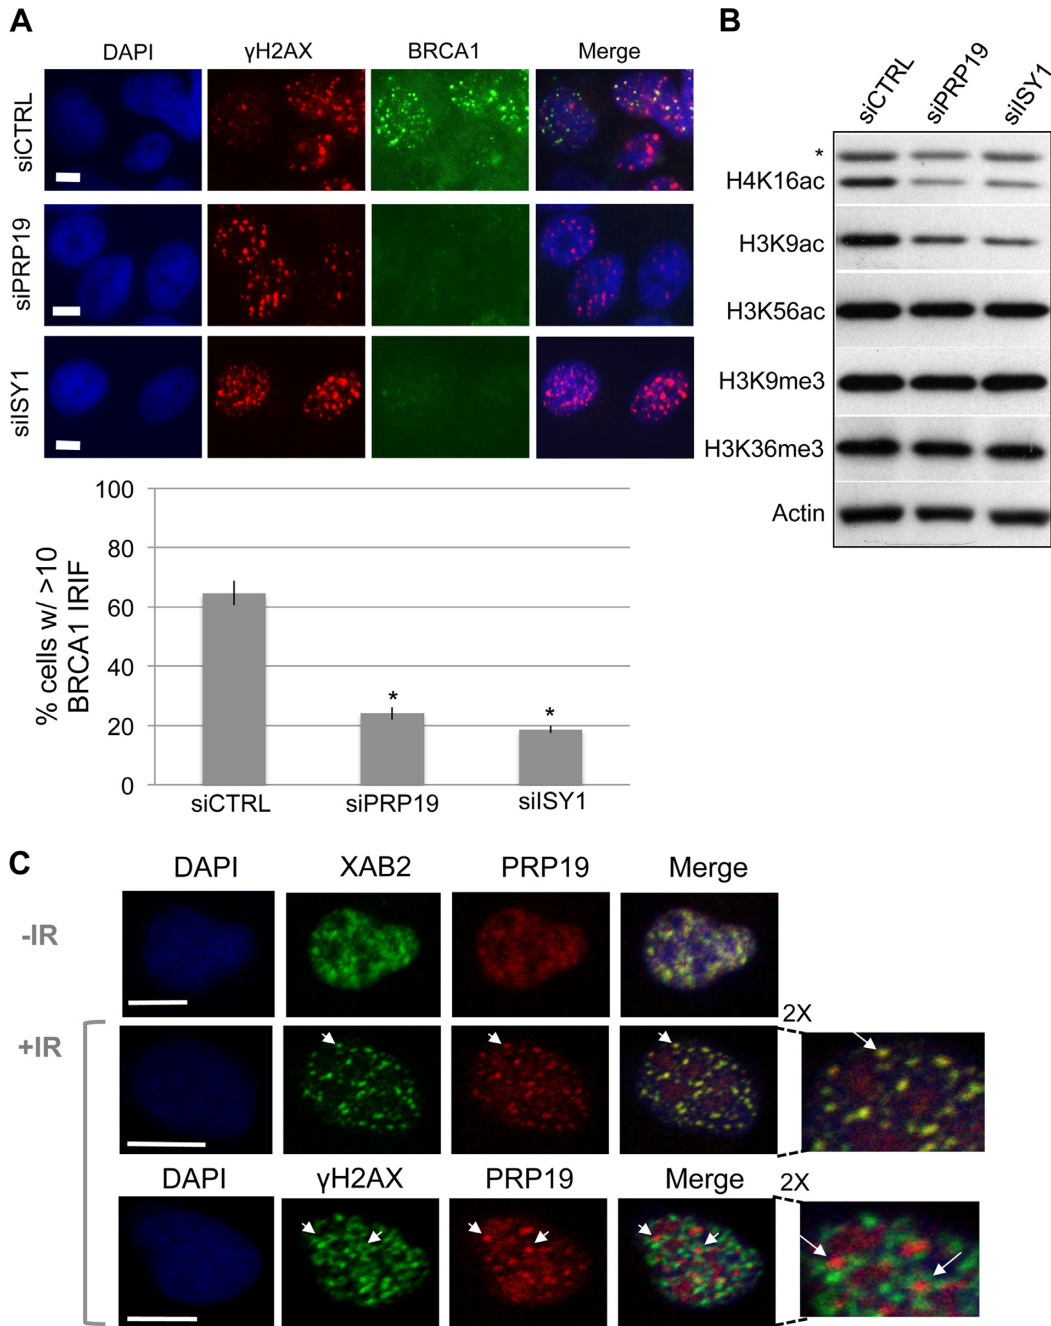 A
DAPI γH2AX BRCA1 Merge
siCTRL
siPRP19
siISY1
100
80
60
40
20
0
% cells w/ >10
BRCA1 IRIF
*
*
siCTRL siPRP19 siISY1
B
siCTRL siPRP19 siISY1
*
H4K16ac
H3K9ac
H3K56ac
H3K9me3
H3K36me3
Actin
C
DAPI XAB2 PRP19 Merge
-IR
2X
+IR
DAPI γH2AX PRP19 Merge
2X